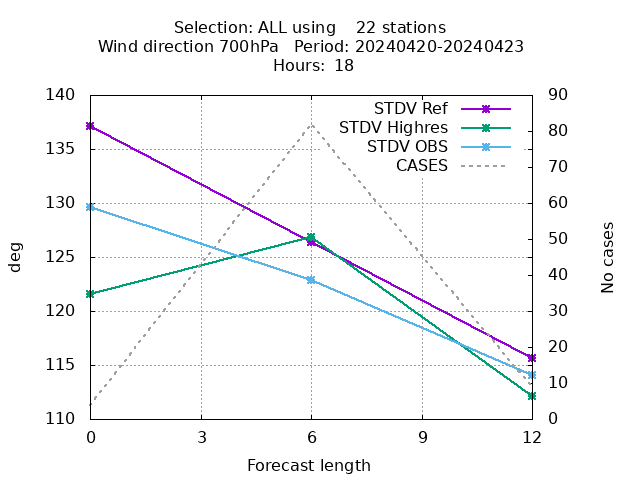 Selection: ALL using    22 stations
Wind direction 700hPa   Period: 20240420-20240423
Hours: 18
140
135
130
125
120
115
110
90
80
70
60
50
40
30
20
10
0
STDV Ref
STDV Highres
STDV OBS
CASES
deg
No cases
0 3 6 9 12
Forecast length